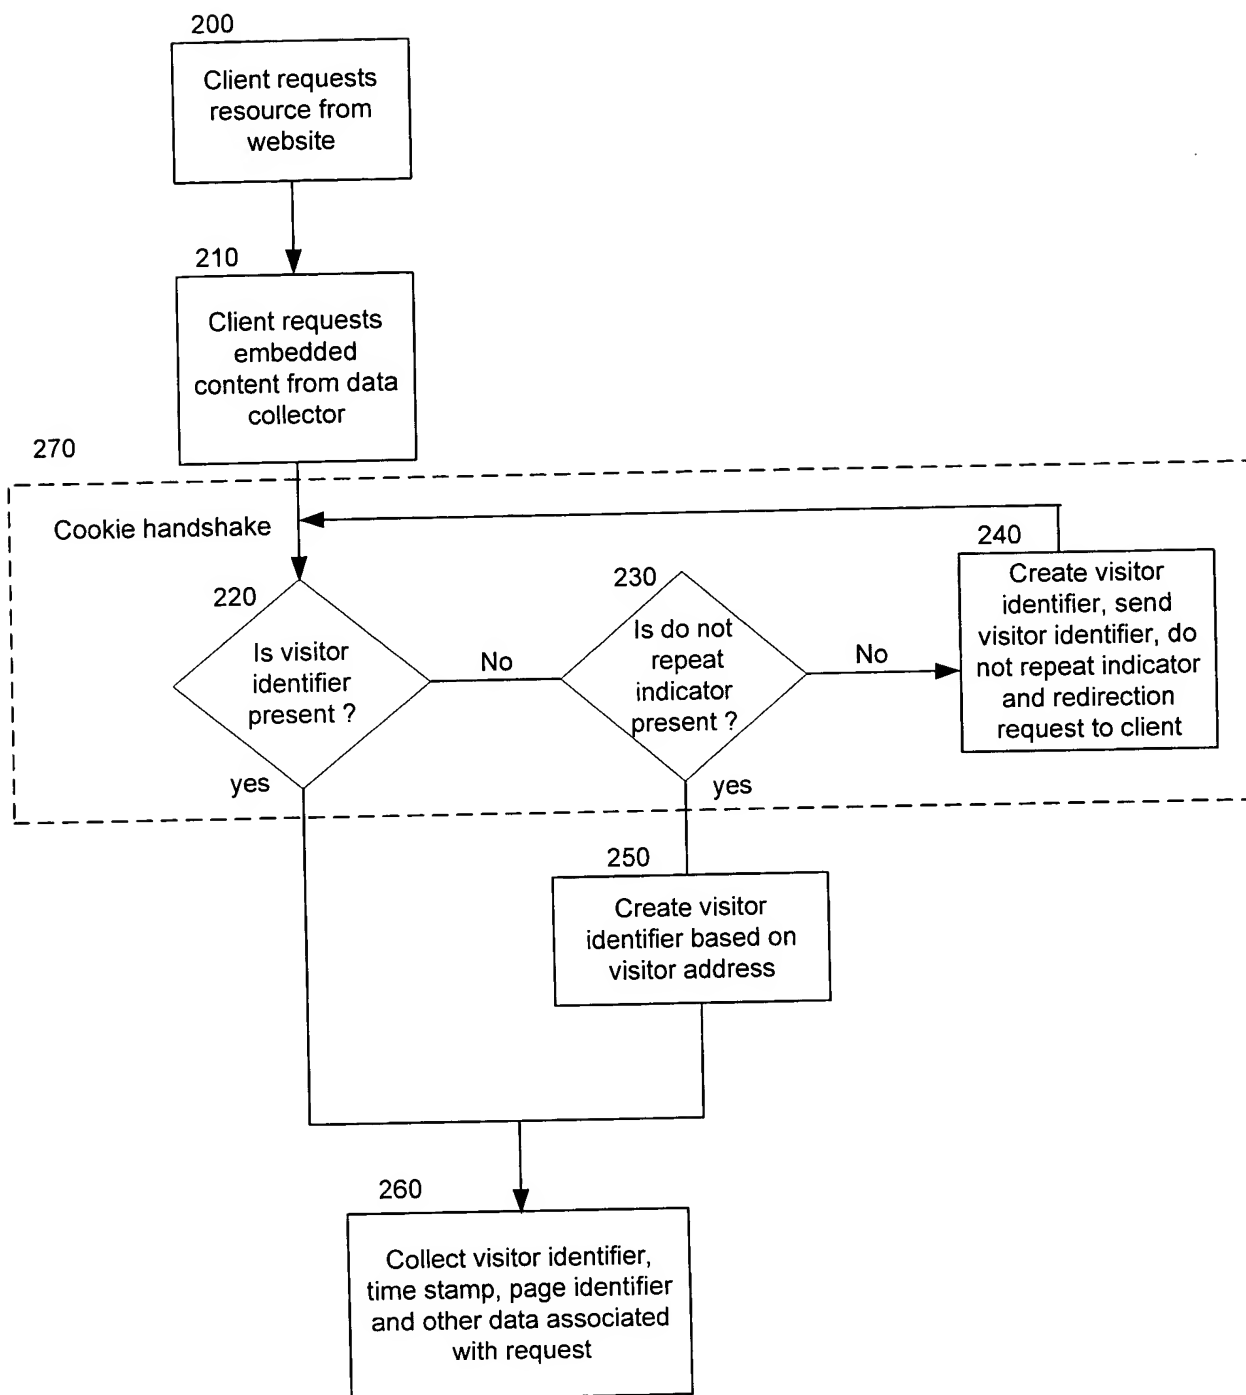 200
Client requests
resource from
website
210
Client requests
embedded
content from data
collector
270
Cookie handshake
220
Is visitor
identifier
present ?
No
yes
230
Is do not
repeat
indicator
present ?
No
yes
240
Create visitor
identifier, send
visitor identifier, do
not repeat indicator
and redirection
request to client
250
Create visitor
identifier based on
visitor address
260
Collect visitor identifier,
time stamp, page identifier
and other data associated
with request